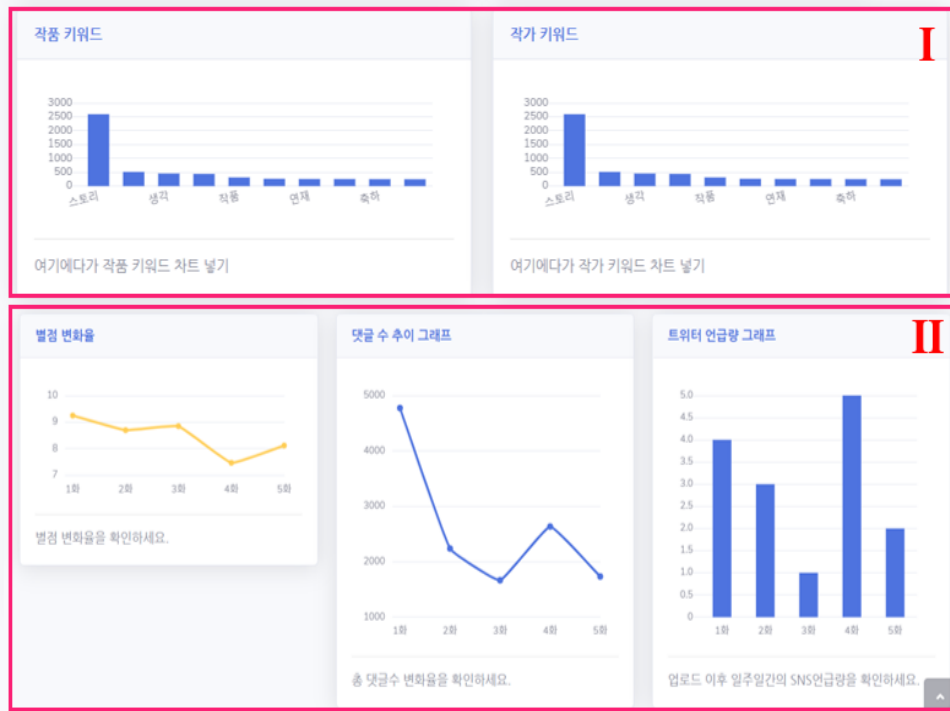 작품 키워드
3000
2500
2000
1500
1000
500
0
스토리 생각 작품 연재 축하
여기에다가 작품 키워드 차트 넣기
작가 키워드
I
3000
2500
2000
1500
1000
500
0
스토리 생각 작품 연재 축하
여기에다가 작가 키워드 차트 넣기
별점 변화율
10
9
8
7
1화 2화 3화 4화 5화
별점 변화율을 확인하세요.
댓글 수 추이 그래프
5000
4000
3000
2000
1000
1화 2화 3화 4화 5화
총 댓글수 변화율을 확인하세요.
트위터 언급량 그래프
II
5.0
4.5
4.0
3.5
3.0
2.5
2.0
1.5
1.0
0.5
0
1화 2화 3화 4화 5화
업로드 이후 일주일간의 SNS언급량을 확인하세요.